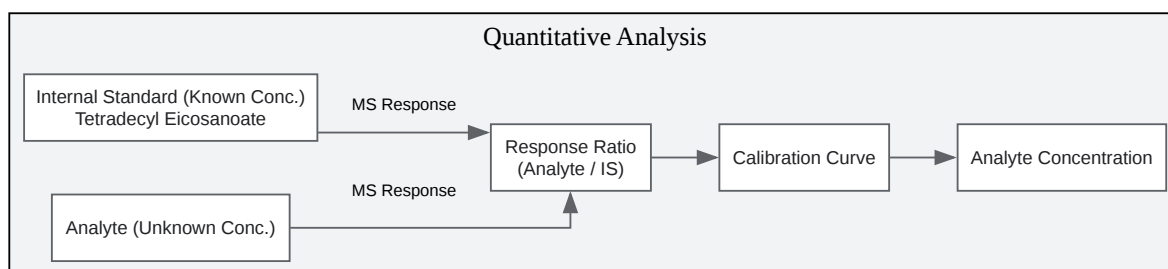 Quantitative Analysis
Internal Standard (Known Conc.)
Tetradecyl Eicosanoate
MS Response
Response Ratio
(Analyte / IS)
Calibration Curve
Analyte Concentration
MS Response
Analyte (Unknown Conc.)